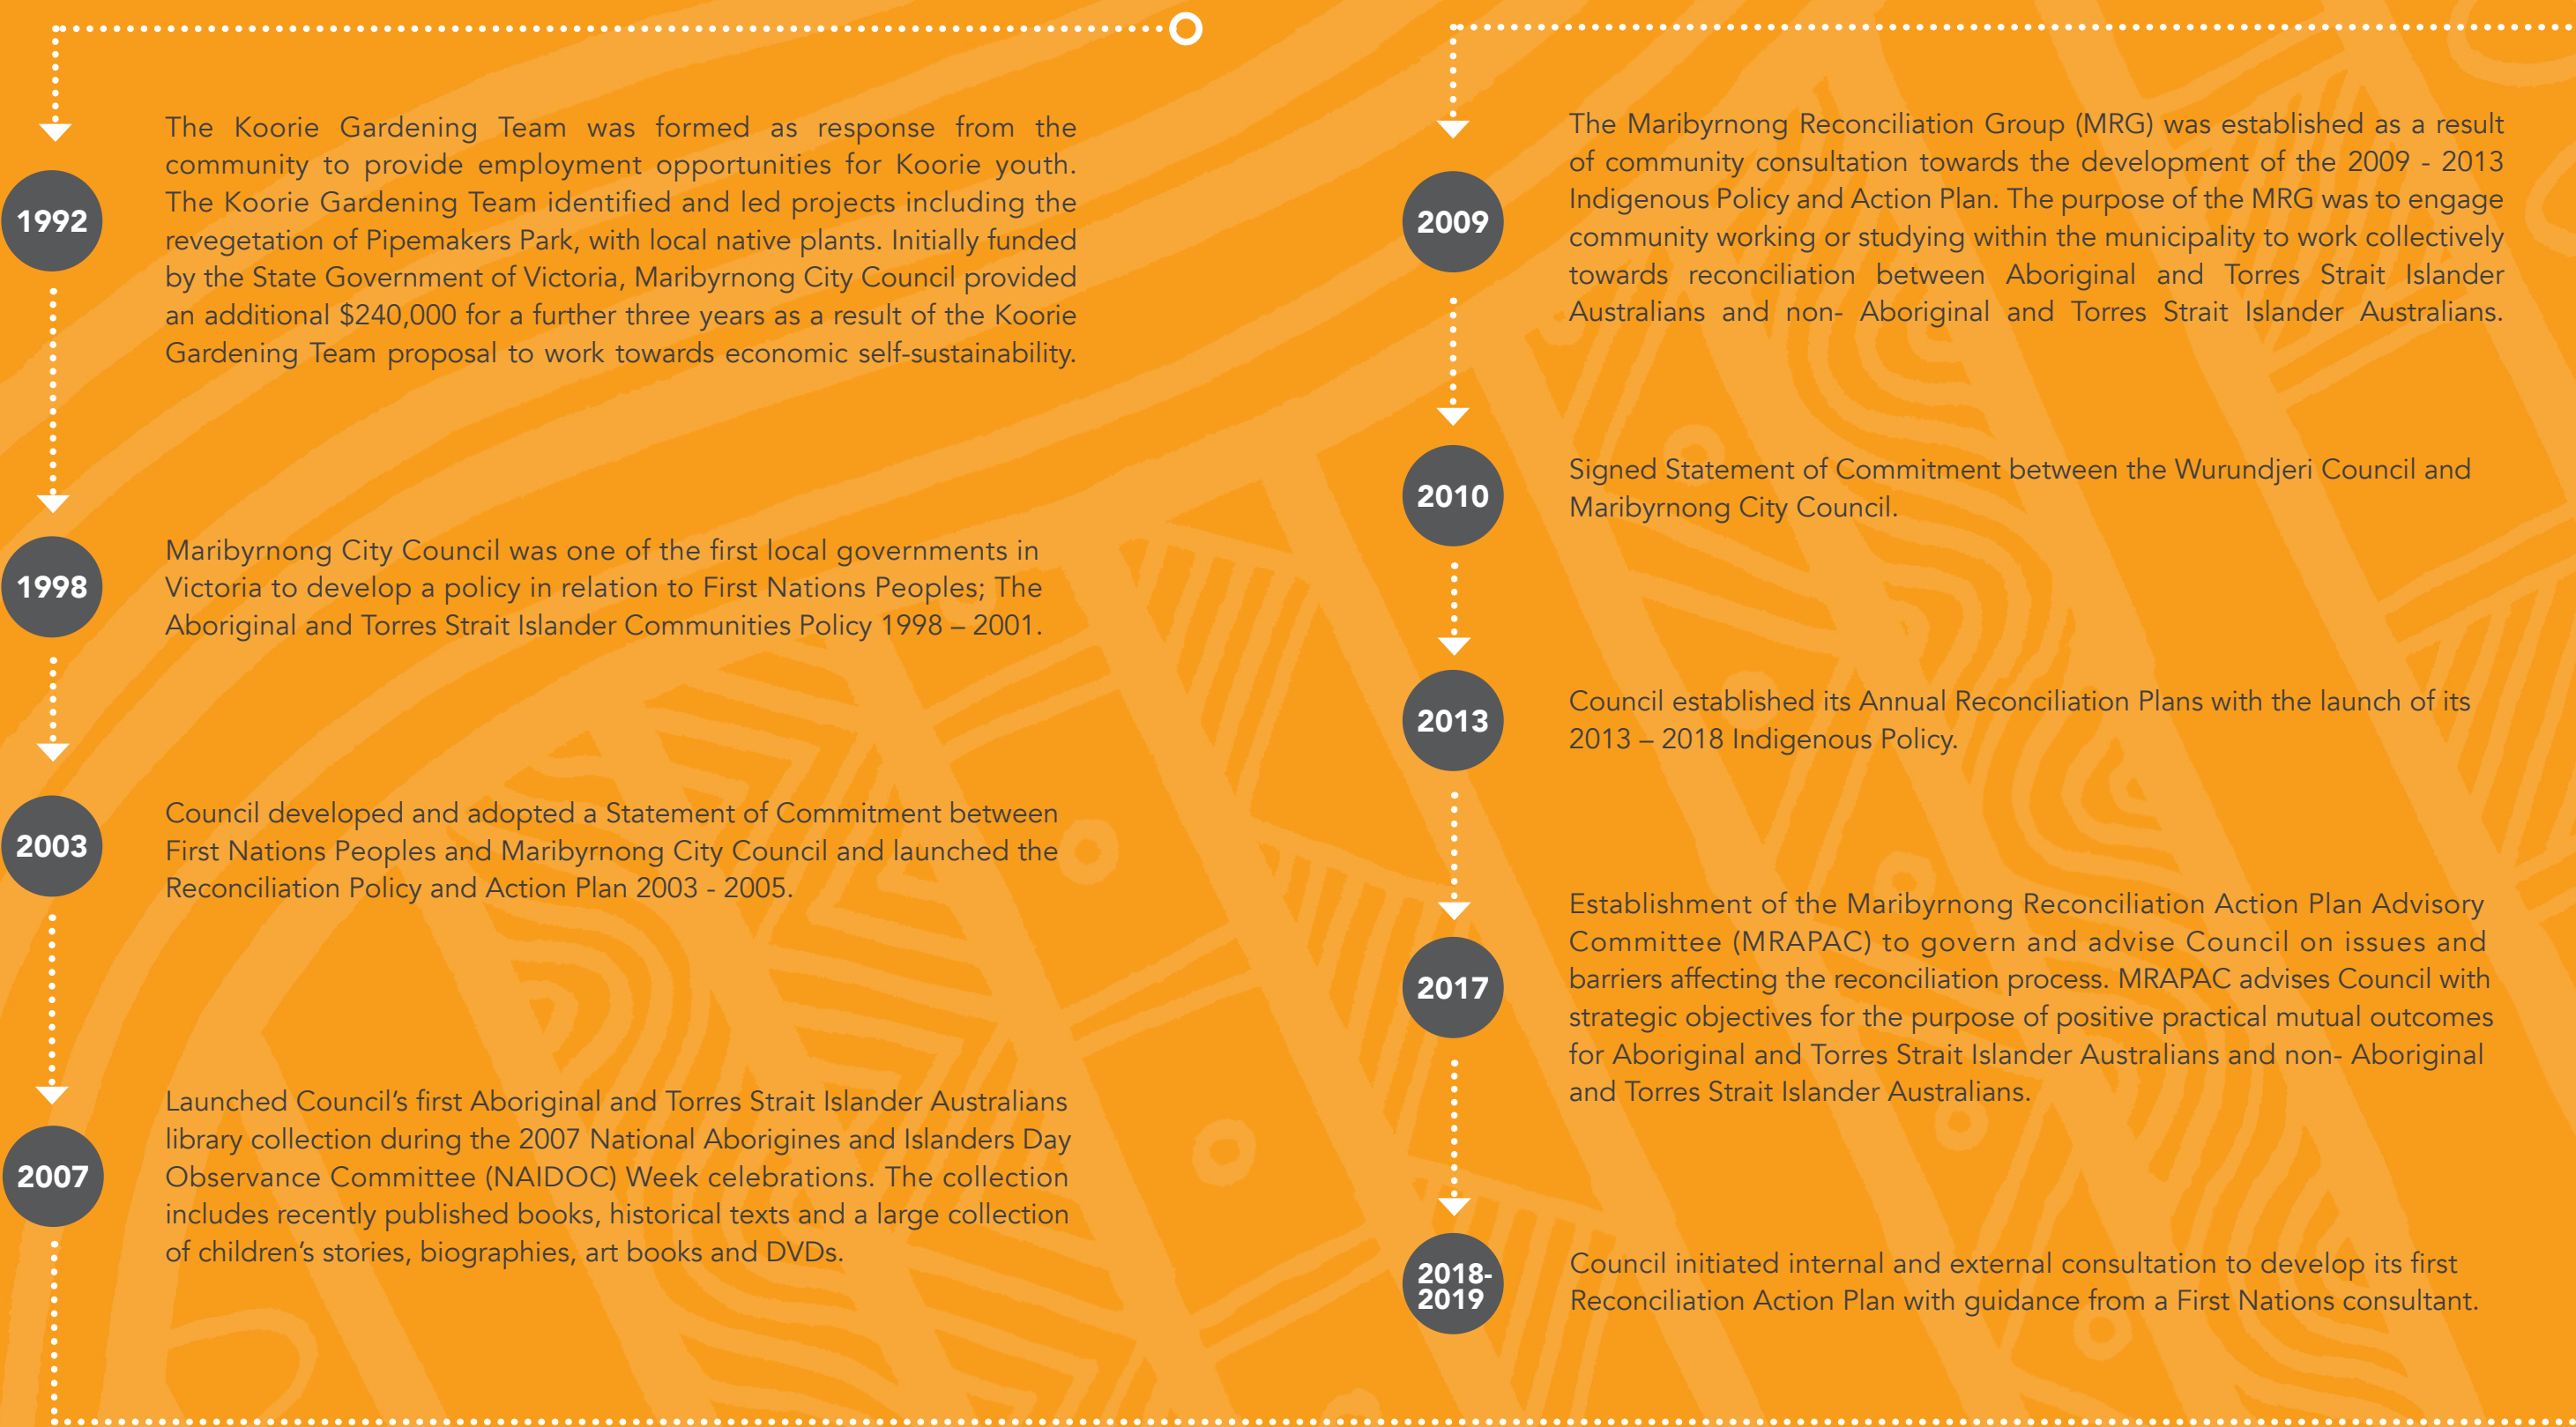 1992
The Koorie Gardening Team was formed as response from the
community to provide employment opportunities for Koorie youth.
The Koorie Gardening Team identified and led projects including the
revegetation of Pipemakers Park, with local native plants. Initially funded
by the State Government of Victoria, Maribyrnong City Council provided
an additional $240,000 for a further three years as a result of the Koorie
Gardening Team proposal to work towards economic self-sustainability.
1998
Maribyrnong City Council was one of the first local governments in
Victoria to develop a policy in relation to First Nations Peoples; The
Aboriginal and Torres Strait Islander Communities Policy 1998 – 2001.
2003
Council developed and adopted a Statement of Commitment between
First Nations Peoples and Maribyrnong City Council and launched the
Reconciliation Policy and Action Plan 2003 - 2005.
2007
Launched Council’s first Aboriginal and Torres Strait Islander Australians
library collection during the 2007 National Aborigines and Islanders Day
Observance Committee (NAIDOC) Week celebrations. The collection
includes recently published books, historical texts and a large collection
of children’s stories, biographies, art books and DVDs.
2009
The Maribyrnong Reconciliation Group (MRG) was established as a result
of community consultation towards the development of the 2009 - 2013
Indigenous Policy and Action Plan. The purpose of the MRG was to engage
community working or studying within the municipality to work collectively
towards reconciliation between Aboriginal and Torres Strait Islander
Australians and non- Aboriginal and Torres Strait Islander Australians.
2010
Signed Statement of Commitment between the Wurundjeri Council and
Maribyrnong City Council.
2013
Council established its Annual Reconciliation Plans with the launch of its
2013 – 2018 Indigenous Policy.
2017
Establishment of the Maribyrnong Reconciliation Action Plan Advisory
Committee (MRAPAC) to govern and advise Council on issues and
barriers affecting the reconciliation process. MRAPAC advises Council with
strategic objectives for the purpose of positive practical mutual outcomes
for Aboriginal and Torres Strait Islander Australians and non- Aboriginal
and Torres Strait Islander Australians.
2018-
2019
Council initiated internal and external consultation to develop its first
Reconciliation Action Plan with guidance from a First Nations consultant.